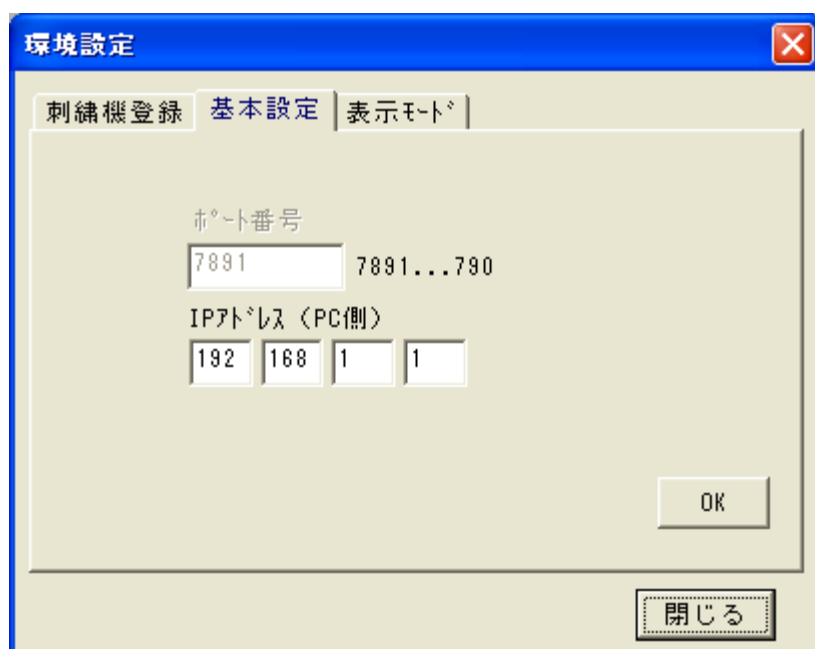 環境設定
刺繍機登録 基本設定 表示ﾓｰﾄﾞ
ﾎﾟｰﾄ番号
7891 7891...790
IPｱﾄﾞﾚｽ（PC側）
192 168 1 1
OK
閉じる